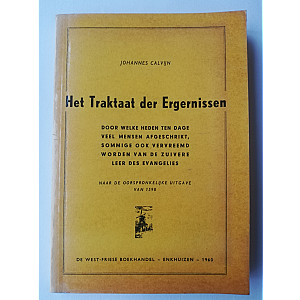 JOHANNES CALVIJN
Het Traktaat der Ergernissen
DOOR WELKE HEDEN TEN DAGE
VEEL MENSEN AFGESCHRIKT,
SOMMIGE OOK VERVREEMD
WORDEN VAN DE ZUIVERE
LEER DES EVANGELIES
NAAR DE OORSPRONKELIJKE UITGAVE
VAN 1598
DE WEST-FRIESE BOEKHANDEL - ENKHUIZEN - 1965